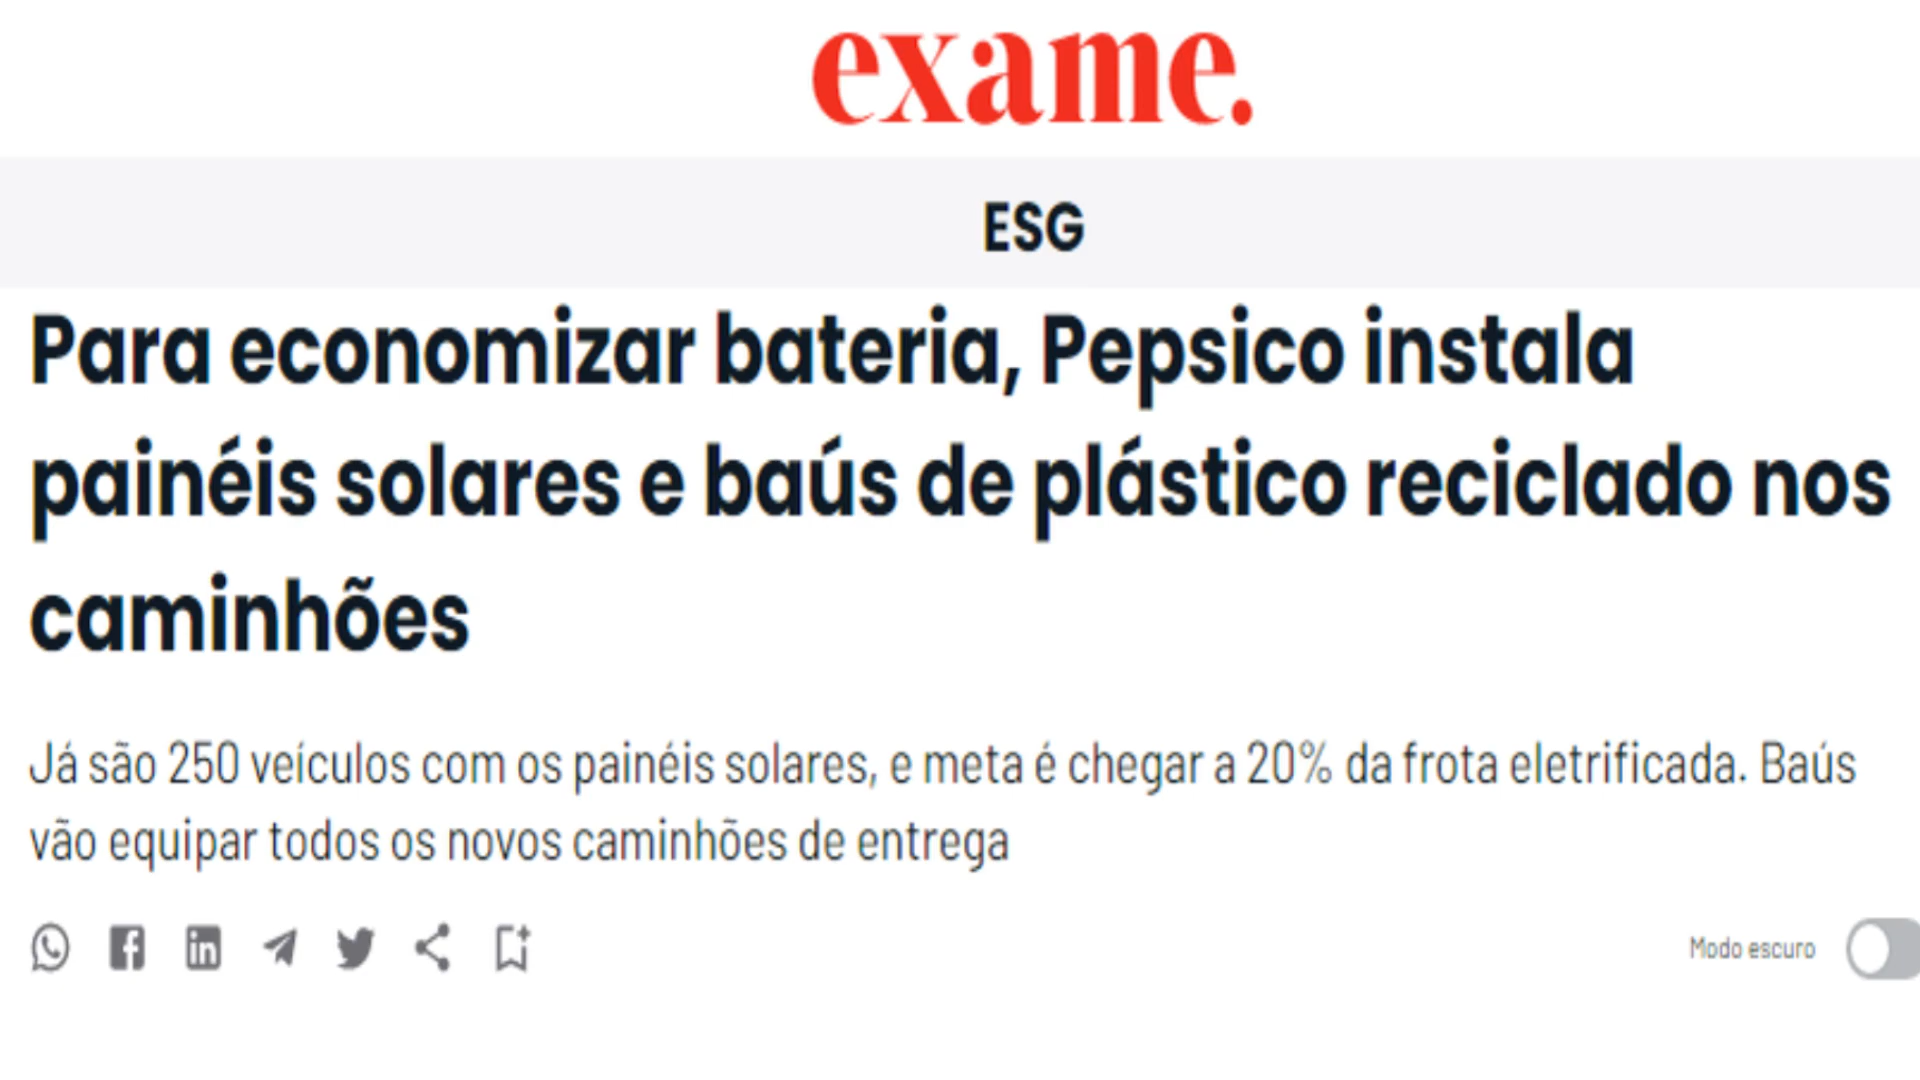 exame.
ESG
Para economizar bateria, Pepsico instala
painéis solares e baús de plástico reciclado nos
caminhões
Já são 250 veículos com os painéis solares, e meta é chegar a 20% da frota eletrificada. Baús
vão equipar todos os novos caminhões de entrega
Modo escuro